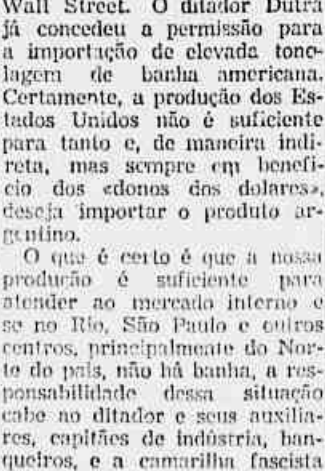 Wall Street. O ditador Dutra
já concedeu a permissão para
a importação de elevada tone-
lagem de banha americana.
Certamente, a produção dos Es-
tados Unidos não é suficiente
para tanto e, de maneira indi-
reta, mas sempre em benefi-
cio dos «donos dos dolares»,
deseja importar o produto ar-
gentino.
O que é certo é que a nossa
produção é suficiente para
atender ao mercado interno e
se no Rio, São Paulo e outros
centros, principalmente do Nor-
te do país, não há banha, a res-
ponsabilidade dessa situação
cabe ao ditador e seus auxilia-
res, capitães de indústria, ban-
queiros, e a camarilha fascista